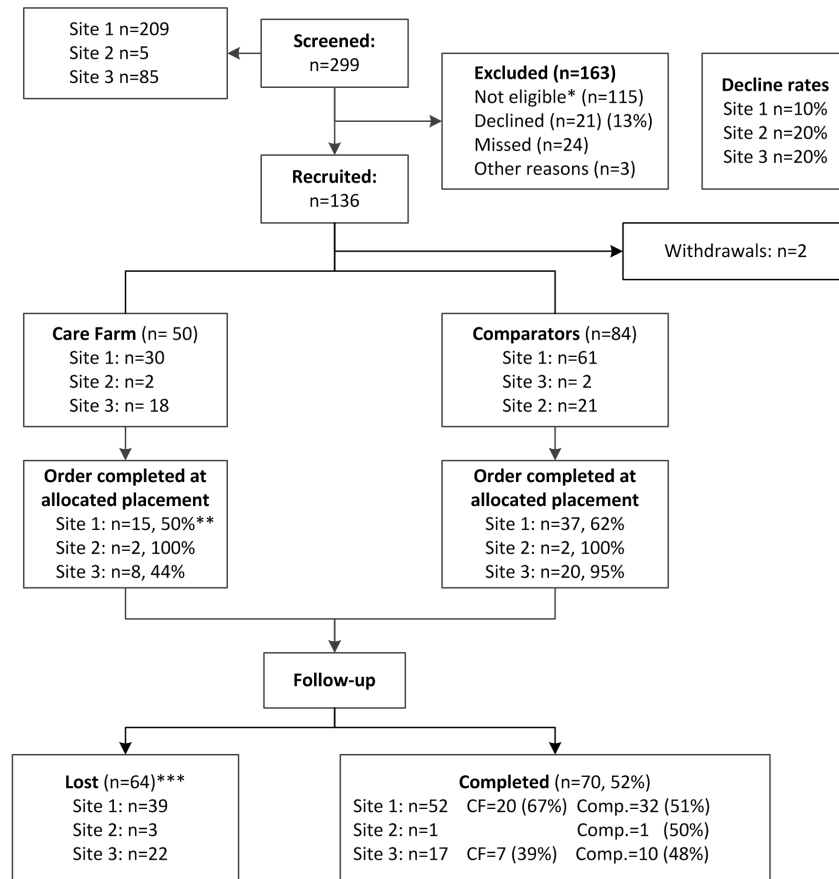 Site 1 n=209
Site 2 n=5
Site 3 n=85
Screened:
n=299
Excluded (n=163)
Not eligible* (n=115)
Declined (n=21) (13%)
Missed (n=24)
Other reasons (n=3)
Decline rates
Site 1 n=10%
Site 2 n=20%
Site 3 n=20%
Recruited:
n=136
Withdrawals: n=2
Care Farm (n= 50)
Site 1: n=30
Site 2: n=2
Site 3: n= 18
Comparators (n=84)
Site 1: n=61
Site 3: n= 2
Site 2: n=21
Order completed at
allocated placement
Site 1: n=15, 50%**
Site 2: n=2, 100%
Site 3: n=8, 44%
Order completed at
allocated placement
Site 1: n=37, 62%
Site 2: n=2, 100%
Site 3: n=20, 95%
Follow-up
Lost (n=64)***
Site 1: n=39
Site 2: n=3
Site 3: n=22
Completed (n=70, 52%)
Site 1: n=52 CF=20 (67%) Comp.=32 (51%)
Site 2: n=1 Comp.=1 (50%)
Site 3: n=17 CF=7 (39%) Comp.=10 (48%)